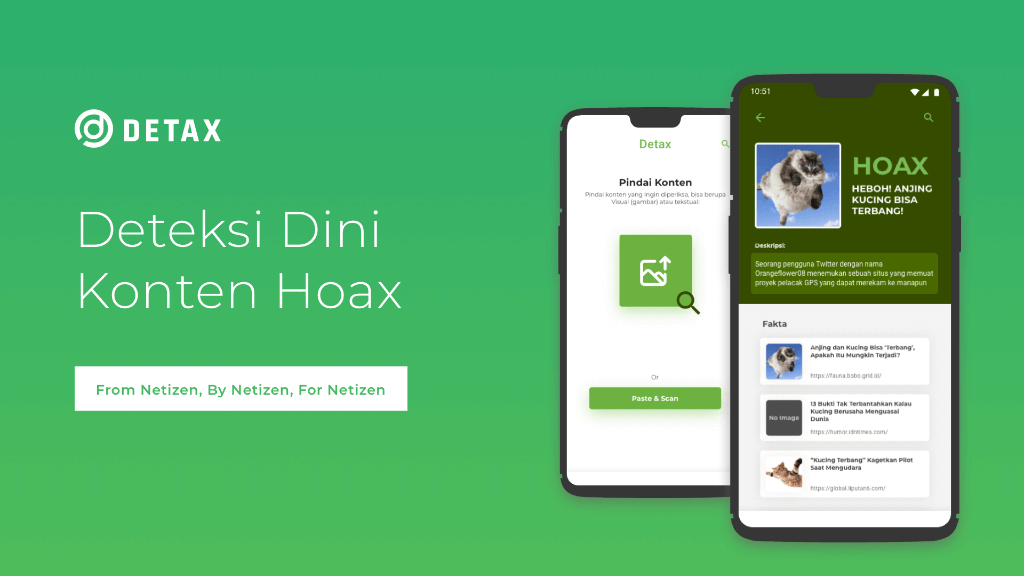 DETAX
Deteksi Dini
Konten Hoax
From Netizen, By Netizen, For Netizen
Detax
Pindai Konten
Pindai konten yang ingin diperiksa, bisa berupa
Visual (gambar) atau tekstual.
Or
Paste & Scan
10:51
HOAX
HEBOH! ANJING
KUCING BISA
TERBANG!
Deskripsi:
Seorang pengguna Twitter dengan nama
Orangeflower08 menemukan sebuah situs yang memuat
proyek pelacak GPS yang dapat merekam ke manapun
Fakta
Anjing dan Kucing Bisa 'Terbang',
Apakah Itu Mungkin Terjadi?
https://fauna.bobo.grid.id/
No Image
13 Bukti Tak Terbantahkan Kalau
Kucing Berusaha Menguasai
Dunia
https://humor.idntimes.com/
"Kucing Terbang" Kagetkan Pilot
Saat Mengudara
https://global.liputan6.com/